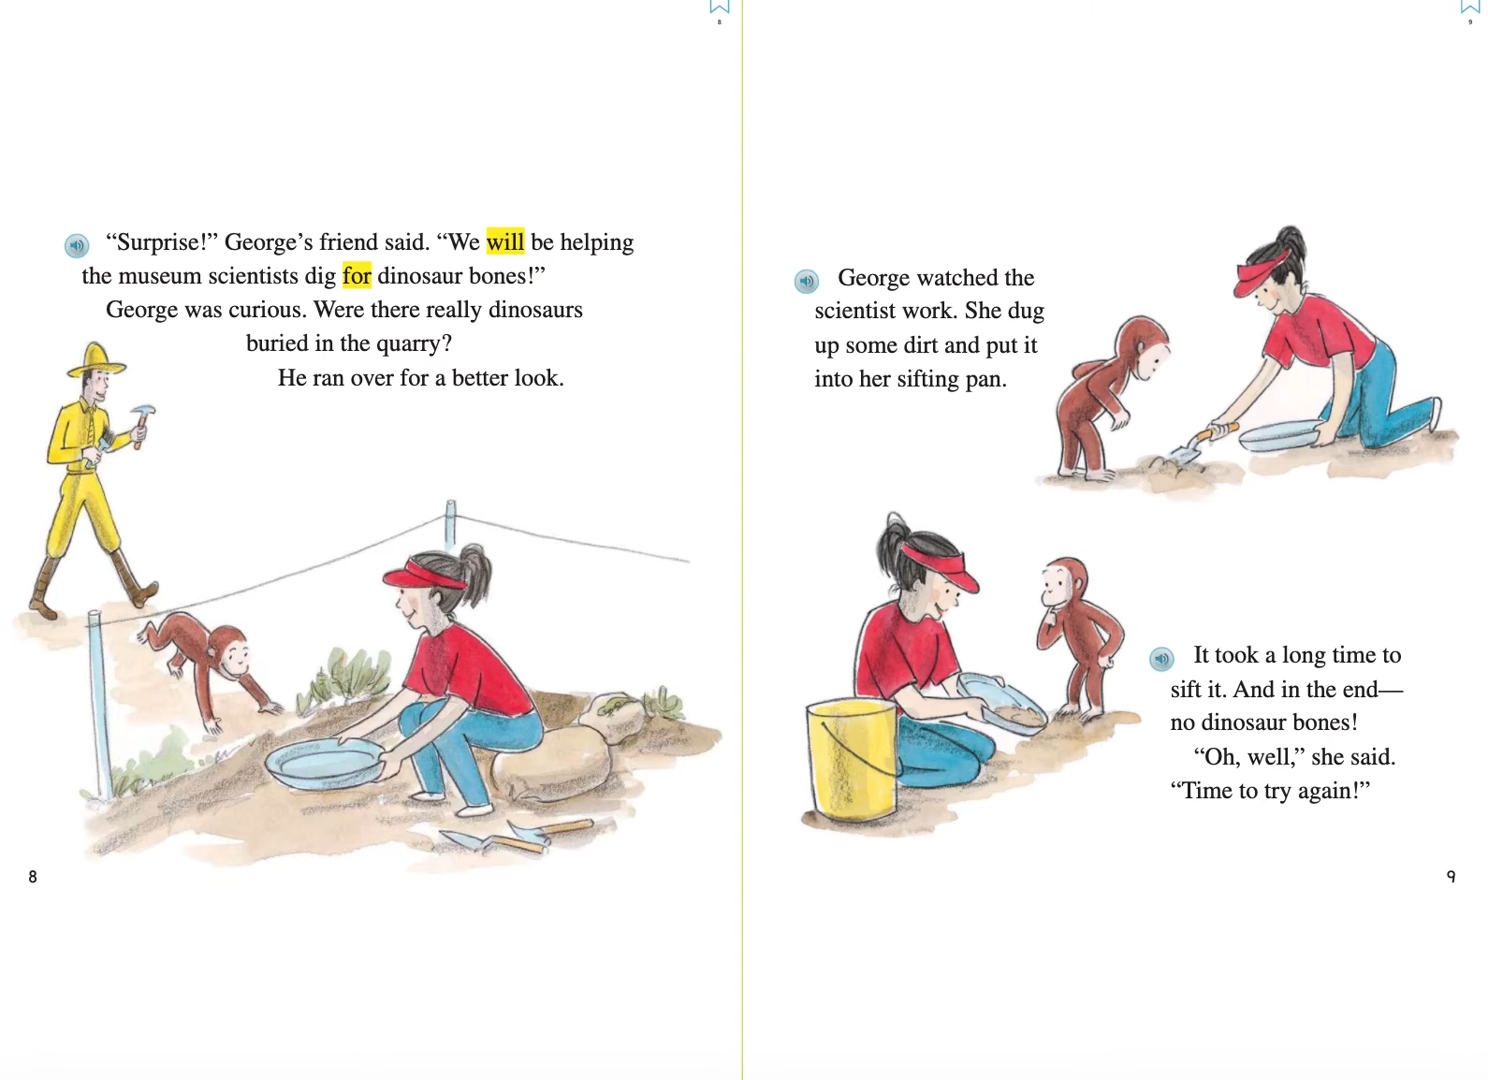 8
“Surprise!” George’s friend said. “We will be helping
the museum scientists dig for dinosaur bones!”
George was curious. Were there really dinosaurs
buried in the quarry?
He ran over for a better look.
8
9
George watched the
scientist work. She dug
up some dirt and put it
into her sifting pan.
It took a long time to
sift it. And in the end—
no dinosaur bones!
“Oh, well,” she said.
“Time to try again!”
9